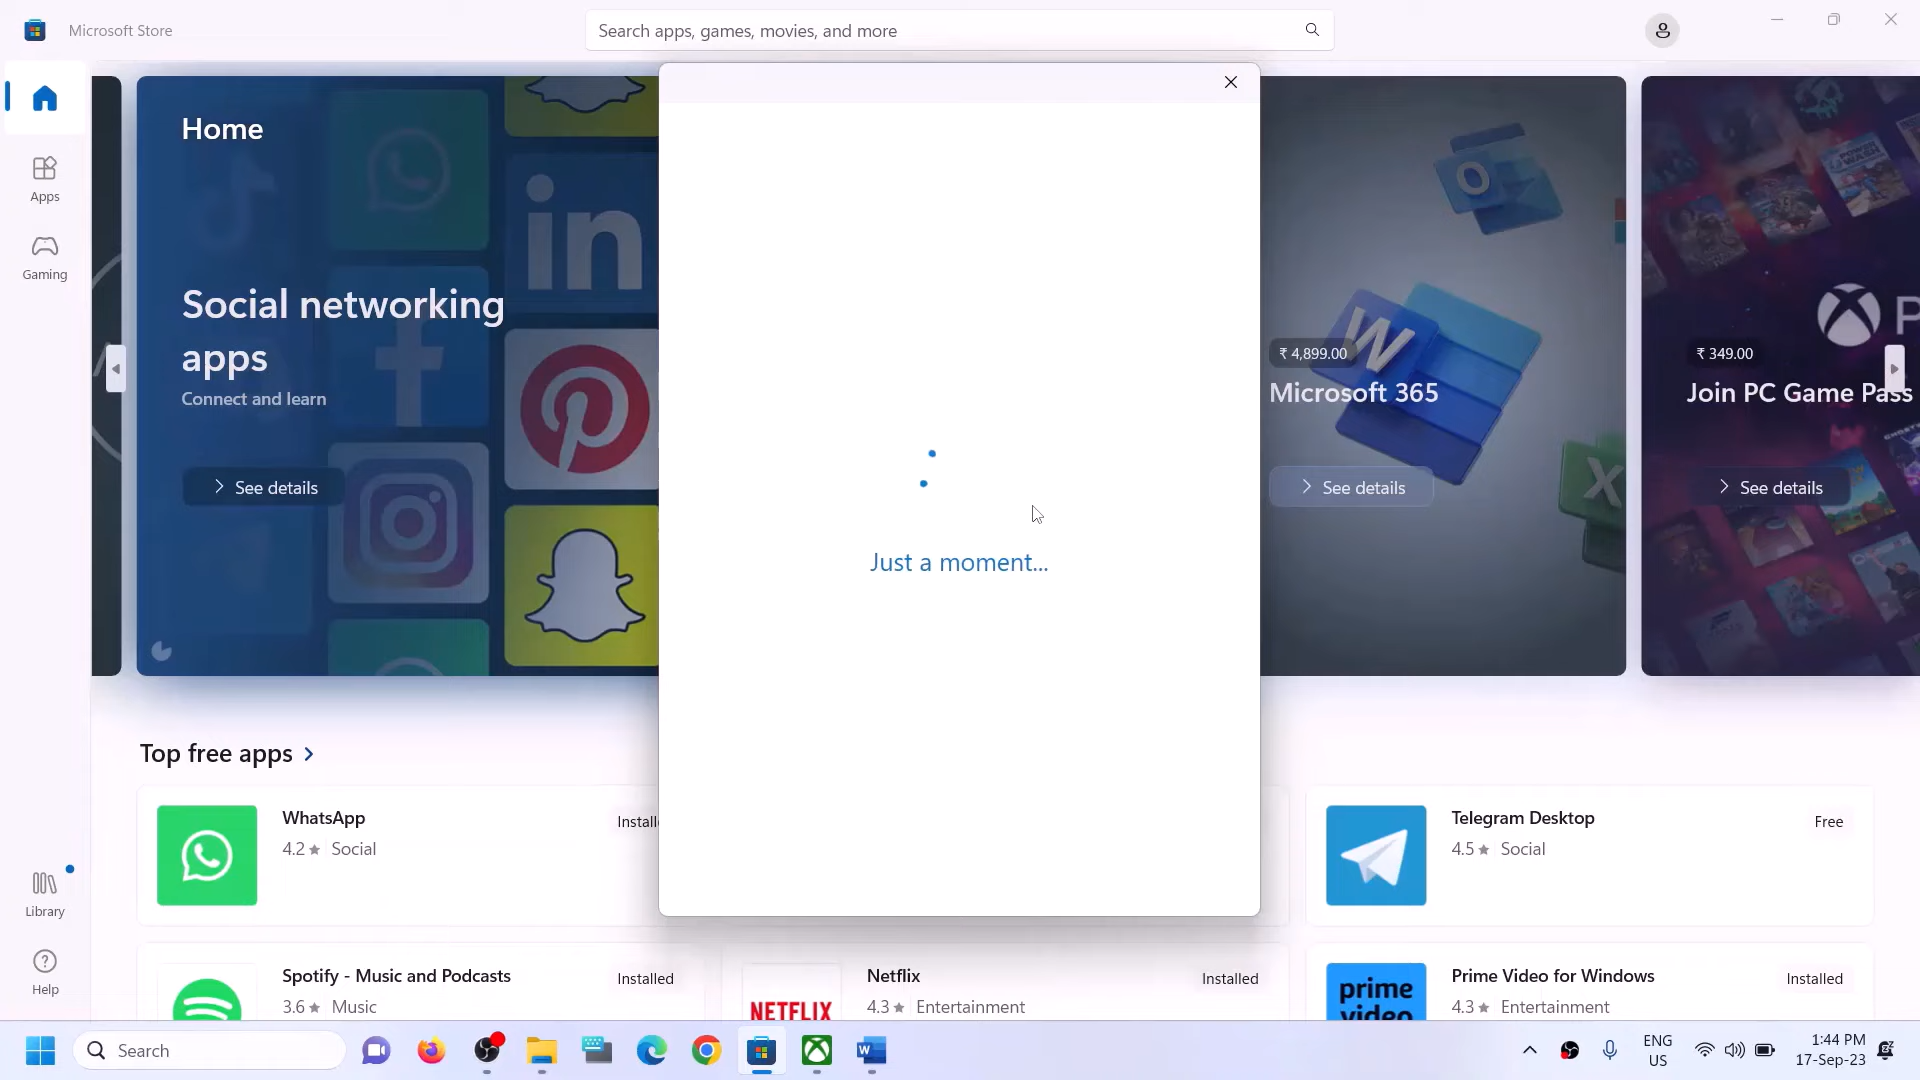 Microsoft Store
Search apps, games, movies, and more
Home
Apps
Gaming
Social networking
apps
Connect and learn
See details
in
₹ 4,899.00
Microsoft 365
See details
₹ 349.00
Join PC Game Pass
See details
Just a moment...
Top free apps
WhatsApp
4.2 ★ Social
Telegram Desktop
4.5 ★ Social
Free
Library
Help
Spotify - Music and Podcasts
3.6 ★ Music
Installed
NETFLIX
Netflix
4.3 ★ Entertainment
Installed
prime
video
Prime Video for Windows
4.3 ★ Entertainment
Installed
Search
ENG
US
1:44 PM
17-Sep-23